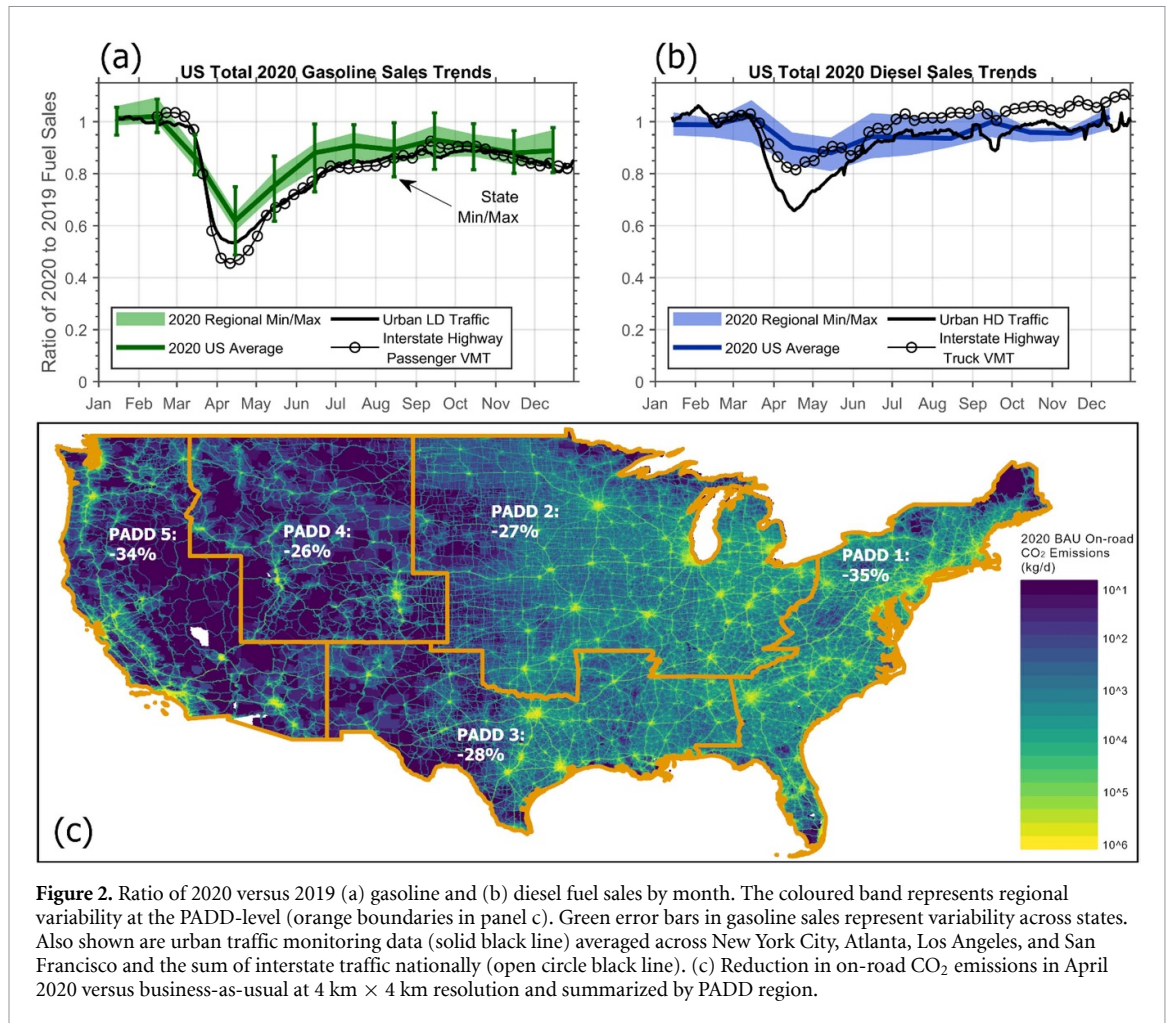 (a)
US Total 2020 Gasoline Sales Trends
Ratio of 2020 to 2019 Fuel Sales
1
0.8
0.6
0.4
0.2
0
State
Min/Max
2020 Regional Min/Max
2020 US Average
Urban LD Traffic
Interstate Highway
Passenger VMT
Jan Feb Mar Apr May Jun Jul Aug Sep Oct Nov Dec
(b)
US Total 2020 Diesel Sales Trends
1
0.8
0.6
0.4
0.2
0
2020 Regional Min/Max
2020 US Average
Urban HD Traffic
Interstate Highway
Truck VMT
Jan Feb Mar Apr May Jun Jul Aug Sep Oct Nov Dec
PADD 5:
-34%
PADD 4:
-26%
PADD 2:
-27%
PADD 1:
-35%
PADD 3:
-28%
(c)
2020 BAU On-road
CO₂ Emissions
(kg/d)
10^1
10^2
10^3
10^4
10^5
10^6
Figure 2. Ratio of 2020 versus 2019 (a) gasoline and (b) diesel fuel sales by month. The coloured band represents regional
variability at the PADD-level (orange boundaries in panel c). Green error bars in gasoline sales represent variability across states.
Also shown are urban traffic monitoring data (solid black line) averaged across New York City, Atlanta, Los Angeles, and San
Francisco and the sum of interstate traffic nationally (open circle black line). (c) Reduction in on-road CO₂ emissions in April
2020 versus business-as-usual at 4 km × 4 km resolution and summarized by PADD region.